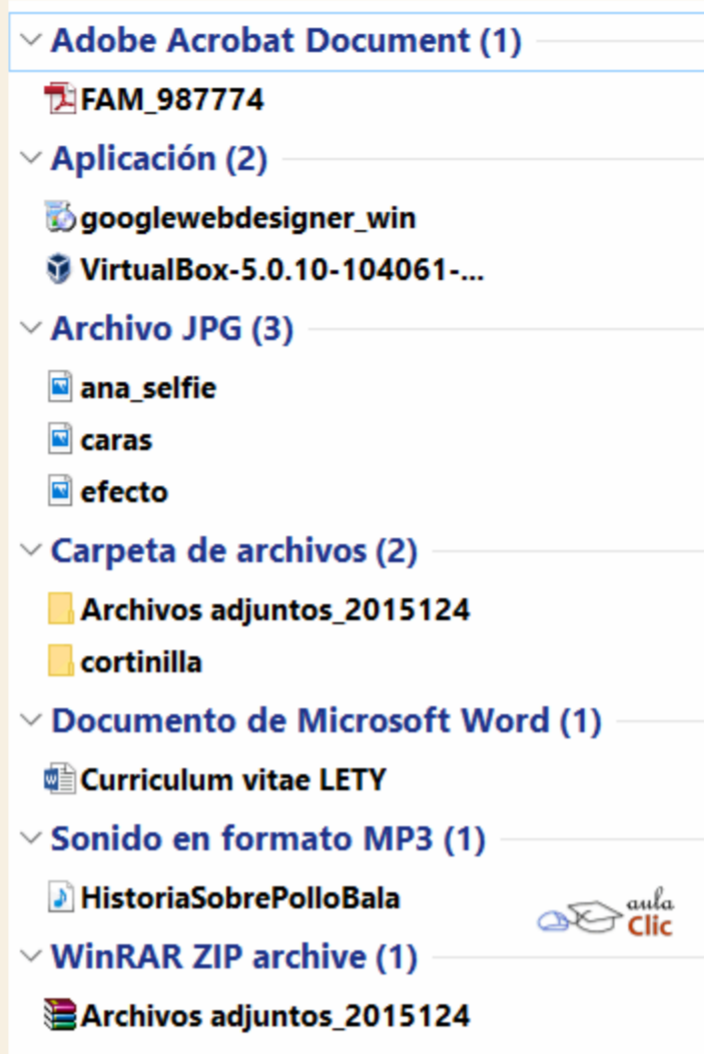 Adobe Acrobat Document (1)
FAM_987774
Aplicación (2)
googlewebdesigner_win
VirtualBox-5.0.10-104061-...
Archivo JPG (3)
ana_selfie
caras
efecto
Carpeta de archivos (2)
Archivos adjuntos_2015124
cortinilla
Documento de Microsoft Word (1)
Curriculum vitae LETY
Sonido en formato MP3 (1)
HistoriaSobrePolloBala
aula
Clic
WinRAR ZIP archive (1)
Archivos adjuntos_2015124